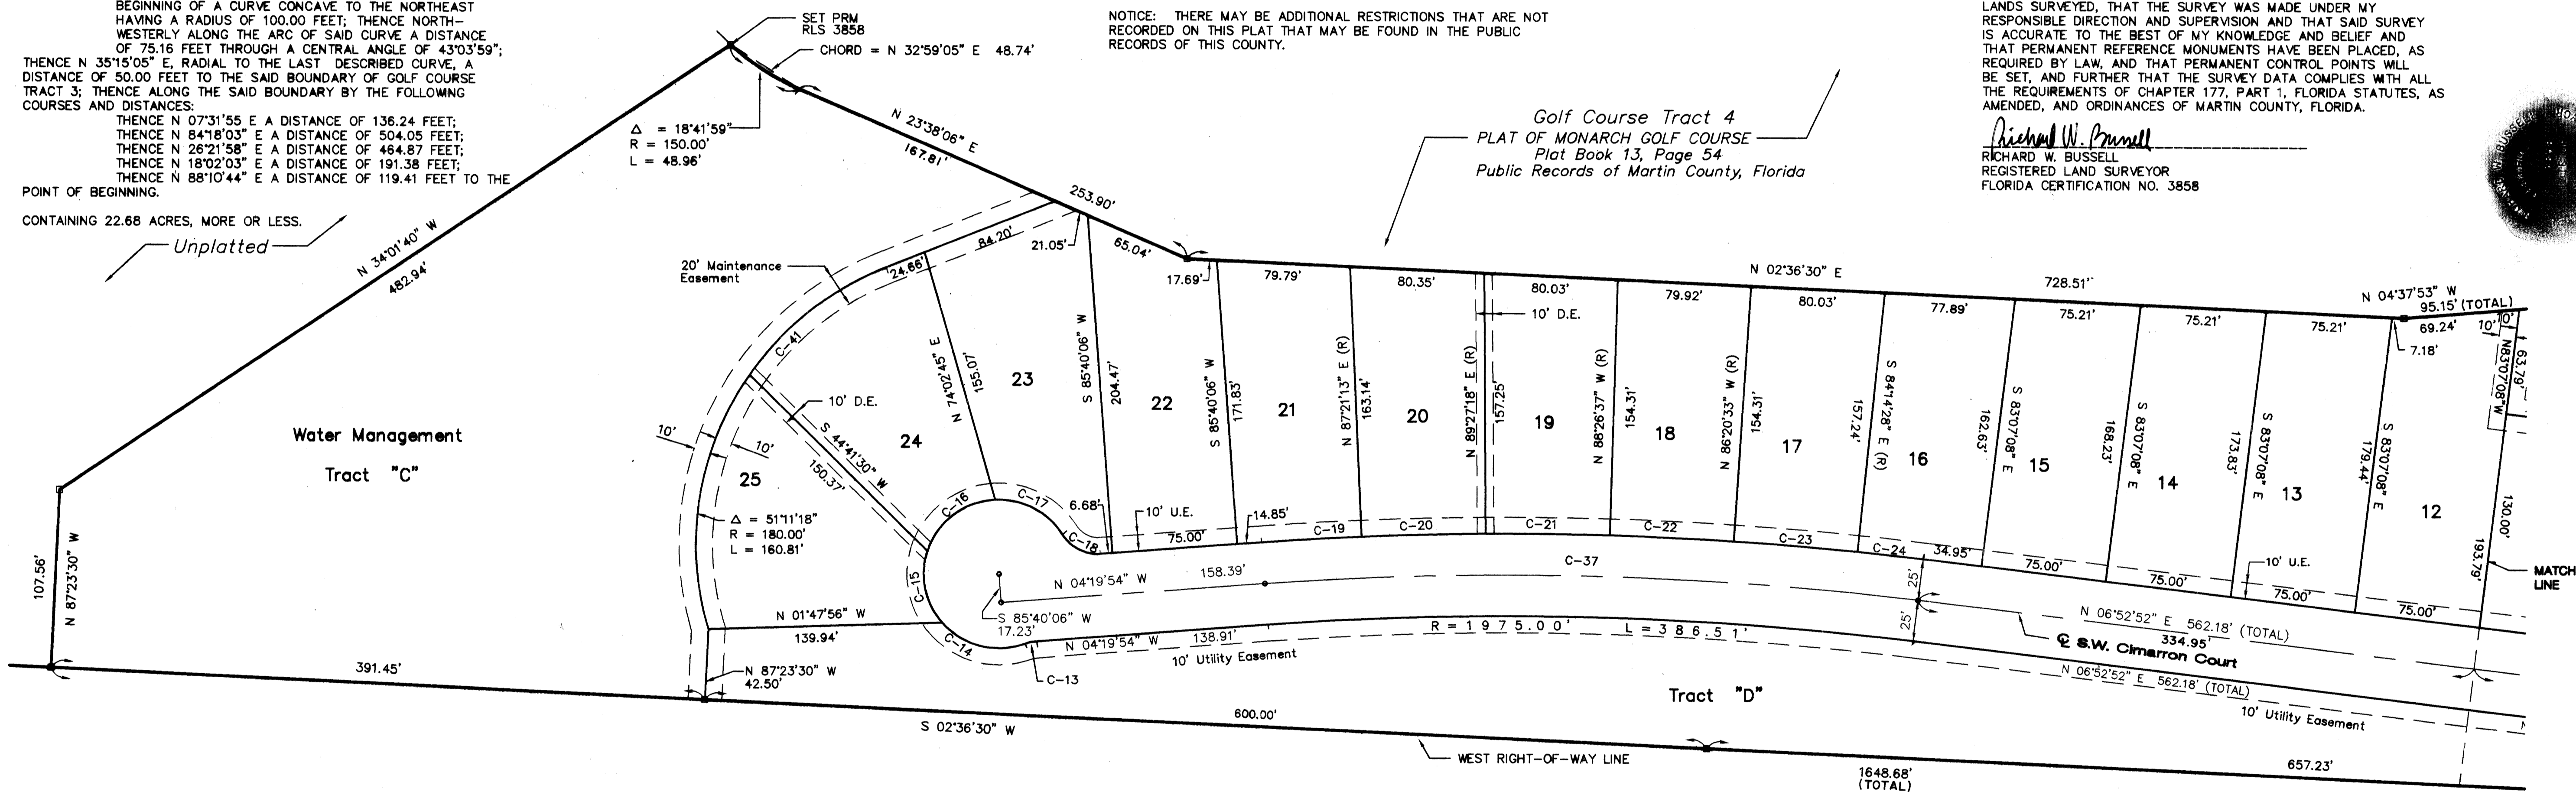 BEGINNING OF A CURVE CONCAVE TO THE NORTHEAST
HAVING A RADIUS OF 100.00 FEET; THENCE NORTH-
WESTERLY ALONG THE ARC OF SAID CURVE A DISTANCE
OF 75.16 FEET THROUGH A CENTRAL ANGLE OF 43°03'59";
THENCE N 35°15'05" E, RADIAL TO THE LAST DESCRIBED CURVE, A
DISTANCE OF 50.00 FEET TO THE SAID BOUNDARY OF GOLF COURSE
TRACT 3; THENCE ALONG THE SAID BOUNDARY BY THE FOLLOWING
COURSES AND DISTANCES:
THENCE N 07°31'55 E A DISTANCE OF 136.24 FEET;
THENCE N 84°18'03" E A DISTANCE OF 504.05 FEET;
THENCE N 26°21'58" E A DISTANCE OF 464.87 FEET;
THENCE N 18°02'03" E A DISTANCE OF 191.38 FEET;
THENCE N 88°10'44" E A DISTANCE OF 119.41 FEET TO THE
POINT OF BEGINNING.
CONTAINING 22.68 ACRES, MORE OR LESS.
Unplatted
SET PRM
RLS 3858
CHORD = N 32°59'05" E 48.74'
Δ = 18°41'59"
R = 150.00'
L = 48.96'
NOTICE: THERE MAY BE ADDITIONAL RESTRICTIONS THAT ARE NOT
RECORDED ON THIS PLAT THAT MAY BE FOUND IN THE PUBLIC
RECORDS OF THIS COUNTY.
Golf Course Tract 4
PLAT OF MONARCH GOLF COURSE
Plat Book 13, Page 54
Public Records of Martin County, Florida
LANDS SURVEYED, THAT THE SURVEY WAS MADE UNDER MY
RESPONSIBLE DIRECTION AND SUPERVISION AND THAT SAID SURVEY
IS ACCURATE TO THE BEST OF MY KNOWLEDGE AND BELIEF AND
THAT PERMANENT REFERENCE MONUMENTS HAVE BEEN PLACED, AS
REQUIRED BY LAW, AND THAT PERMANENT CONTROL POINTS WILL
BE SET, AND FURTHER THAT THE SURVEY DATA COMPLIES WITH ALL
THE REQUIREMENTS OF CHAPTER 177, PART 1, FLORIDA STATUTES, AS
AMENDED, AND ORDINANCES OF MARTIN COUNTY, FLORIDA.
Richard W. Bussell
RICHARD W. BUSSELL
REGISTERED LAND SURVEYOR
FLORIDA CERTIFICATION NO. 3858
BUSSELL
N 34°01'40" W
482.94'
N 23°38'06" E
167.81'
253.90'
21.05'
65.04'
84.20'
24.66'
20' Maintenance
Easement
17.69'
79.79'
80.35'
80.03'
79.92'
80.03'
N 02°36'30" E
728.51'
77.89'
75.21'
75.21'
75.21'
N 04°37'53" W
95.15' (TOTAL)
69.24'
7.18'
10'
10'
N83°07'08"W
63.79'
10' D.E.
C-41
10' D.E.
10'
10'
N 74°02'45" E
155.07'
S 85°40'06" W
204.47'
S 85°40'06" W
171.83'
N 87°21'13" E (R)
163.14'
N 89°27'18" E (R)
157.25'
N 88°26'37" W (R)
154.31'
N 86°20'33" W (R)
154.31'
S 84°14'28" E (R)
157.24'
S 83°07'08" E
162.63'
S 83°07'08" E
168.23'
S 83°07'08" E
173.83'
S 83°07'08" E
179.44'
130.00'
193.79'
S 44°41'30" W
150.37'
25
24
23
22
21
20
19
18
17
16
15
14
13
12
Water Management
Tract "C"
Δ = 51°11'18"
R = 180.00'
L = 160.81'
107.56'
N 87°23'30" W
C-16
C-17
C-18
C-15
C-14
C-13
6.68'
10' U.E.
75.00'
14.85'
C-19
C-20
C-21
C-22
C-23
C-24
34.95'
75.00'
75.00'
75.00'
75.00'
10' U.E.
MATCH
LINE
C-37
N 04°19'54" W
158.39'
S 85°40'06" W
17.23'
N 04°19'54" W
138.91'
10' Utility Easement
R = 1975.00'
L = 386.51'
25'
25'
N 06°52'52" E 562.18' (TOTAL)
334.95'
℄ S.W. Cimarron Court
N 06°52'52" E 562.18' (TOTAL)
10' Utility Easement
N 01°47'56" W
139.94'
N 87°23'30" W
42.50'
391.45'
600.00'
S 02°36'30" W
Tract "D"
WEST RIGHT-OF-WAY LINE
1648.68'
(TOTAL)
657.23'